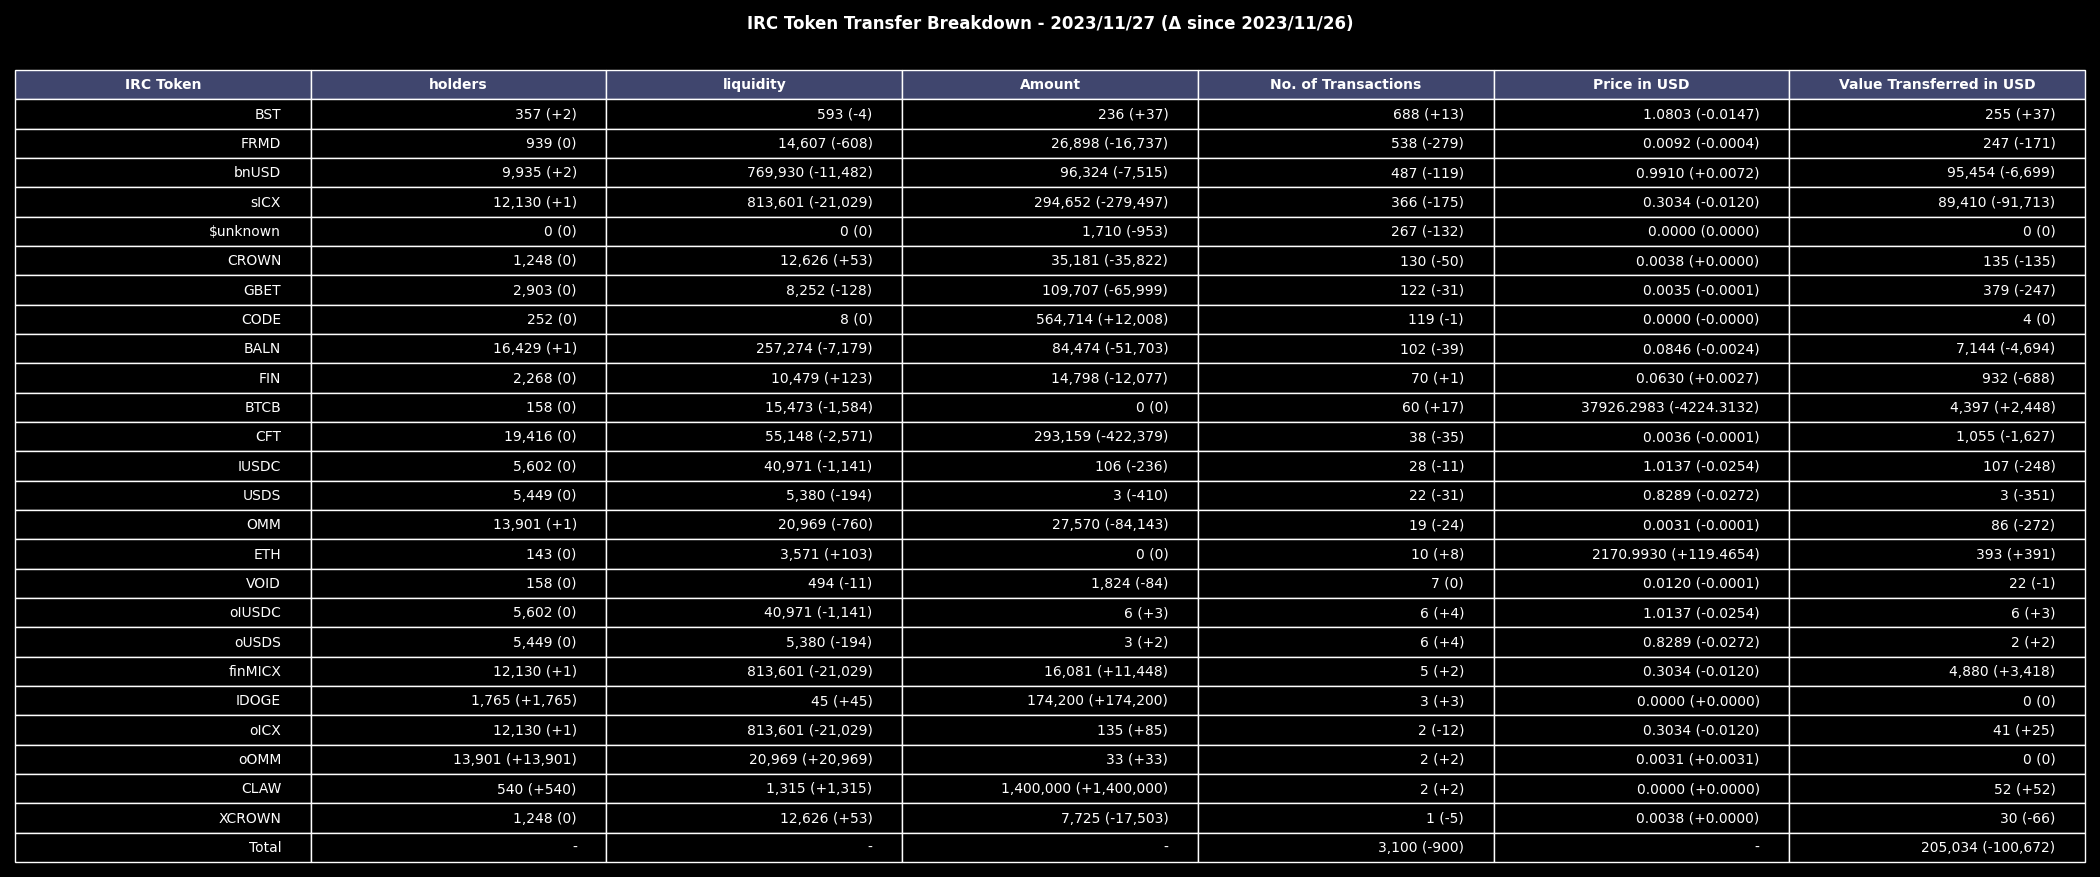 IRC Token Transfer Breakdown - 2023/11/27 (Δ since 2023/11/26)
IRC Token holders liquidity Amount No. of Transactions Price in USD Value Transferred in USD
BST 357 (+2) 593 (-4) 236 (+37) 688 (+13) 1.0803 (-0.0147) 255 (+37)
FRMD 939 (0) 14,607 (-608) 26,898 (-16,737) 538 (-279) 0.0092 (-0.0004) 247 (-171)
bnUSD 9,935 (+2) 769,930 (-11,482) 96,324 (-7,515) 487 (-119) 0.9910 (+0.0072) 95,454 (-6,699)
sICX 12,130 (+1) 813,601 (-21,029) 294,652 (-279,497) 366 (-175) 0.3034 (-0.0120) 89,410 (-91,713)
$unknown 0 (0) 0 (0) 1,710 (-953) 267 (-132) 0.0000 (0.0000) 0 (0)
CROWN 1,248 (0) 12,626 (+53) 35,181 (-35,822) 130 (-50) 0.0038 (+0.0000) 135 (-135)
GBET 2,903 (0) 8,252 (-128) 109,707 (-65,999) 122 (-31) 0.0035 (-0.0001) 379 (-247)
CODE 252 (0) 8 (0) 564,714 (+12,008) 119 (-1) 0.0000 (-0.0000) 4 (0)
BALN 16,429 (+1) 257,274 (-7,179) 84,474 (-51,703) 102 (-39) 0.0846 (-0.0024) 7,144 (-4,694)
FIN 2,268 (0) 10,479 (+123) 14,798 (-12,077) 70 (+1) 0.0630 (+0.0027) 932 (-688)
BTCB 158 (0) 15,473 (-1,584) 0 (0) 60 (+17) 37926.2983 (-4224.3132) 4,397 (+2,448)
CFT 19,416 (0) 55,148 (-2,571) 293,159 (-422,379) 38 (-35) 0.0036 (-0.0001) 1,055 (-1,627)
IUSDC 5,602 (0) 40,971 (-1,141) 106 (-236) 28 (-11) 1.0137 (-0.0254) 107 (-248)
USDS 5,449 (0) 5,380 (-194) 3 (-410) 22 (-31) 0.8289 (-0.0272) 3 (-351)
OMM 13,901 (+1) 20,969 (-760) 27,570 (-84,143) 19 (-24) 0.0031 (-0.0001) 86 (-272)
ETH 143 (0) 3,571 (+103) 0 (0) 10 (+8) 2170.9930 (+119.4654) 393 (+391)
VOID 158 (0) 494 (-11) 1,824 (-84) 7 (0) 0.0120 (-0.0001) 22 (-1)
oIUSDC 5,602 (0) 40,971 (-1,141) 6 (+3) 6 (+4) 1.0137 (-0.0254) 6 (+3)
oUSDS 5,449 (0) 5,380 (-194) 3 (+2) 6 (+4) 0.8289 (-0.0272) 2 (+2)
finMICX 12,130 (+1) 813,601 (-21,029) 16,081 (+11,448) 5 (+2) 0.3034 (-0.0120) 4,880 (+3,418)
IDOGE 1,765 (+1,765) 45 (+45) 174,200 (+174,200) 3 (+3) 0.0000 (+0.0000) 0 (0)
oICX 12,130 (+1) 813,601 (-21,029) 135 (+85) 2 (-12) 0.3034 (-0.0120) 41 (+25)
oOMM 13,901 (+13,901) 20,969 (+20,969) 33 (+33) 2 (+2) 0.0031 (+0.0031) 0 (0)
CLAW 540 (+540) 1,315 (+1,315) 1,400,000 (+1,400,000) 2 (+2) 0.0000 (+0.0000) 52 (+52)
XCROWN 1,248 (0) 12,626 (+53) 7,725 (-17,503) 1 (-5) 0.0038 (+0.0000) 30 (-66)
Total - - - 3,100 (-900) - 205,034 (-100,672)